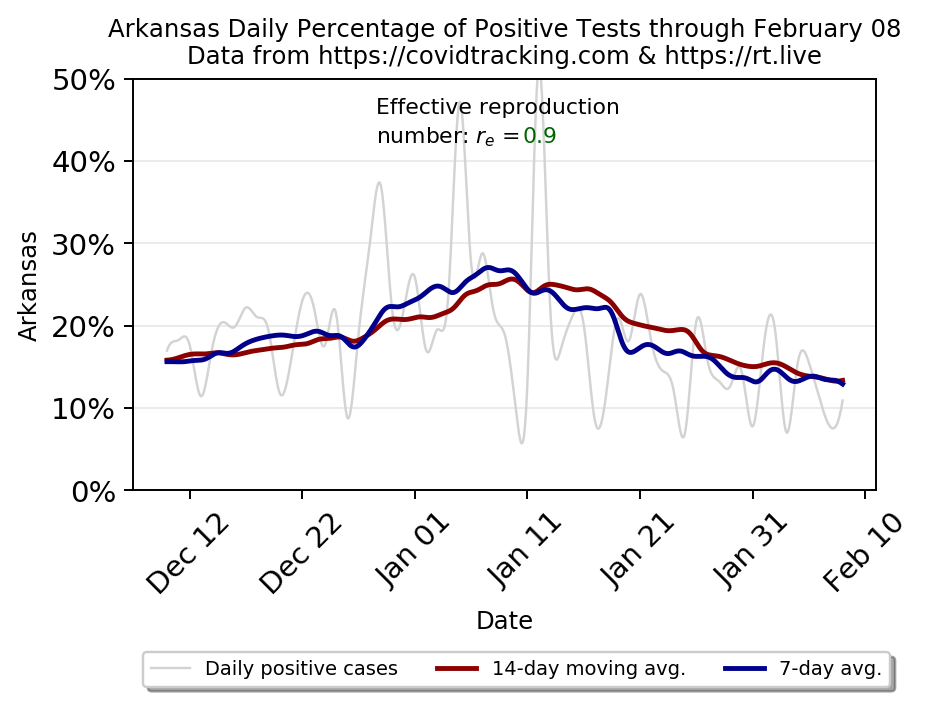 Arkansas Daily Percentage of Positive Tests through February 08
Data from https://covidtracking.com & https://rt.live
50%
Effective reproduction
number: rₑ = 0.9
40%
30%
20%
10%
0%
Arkansas
Dec 12
Dec 22
Jan 01
Jan 11
Jan 21
Jan 31
Feb 10
Date
Daily positive cases
14-day moving avg.
7-day avg.